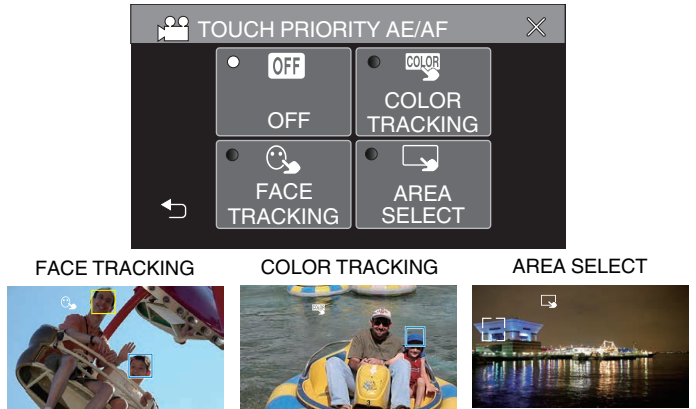 TOUCH PRIORITY AE/AF
OFF
OFF
COLOR
COLOR
TRACKING
FACE
TRACKING
AREA
SELECT
FACE TRACKING
COLOR TRACKING
AREA SELECT